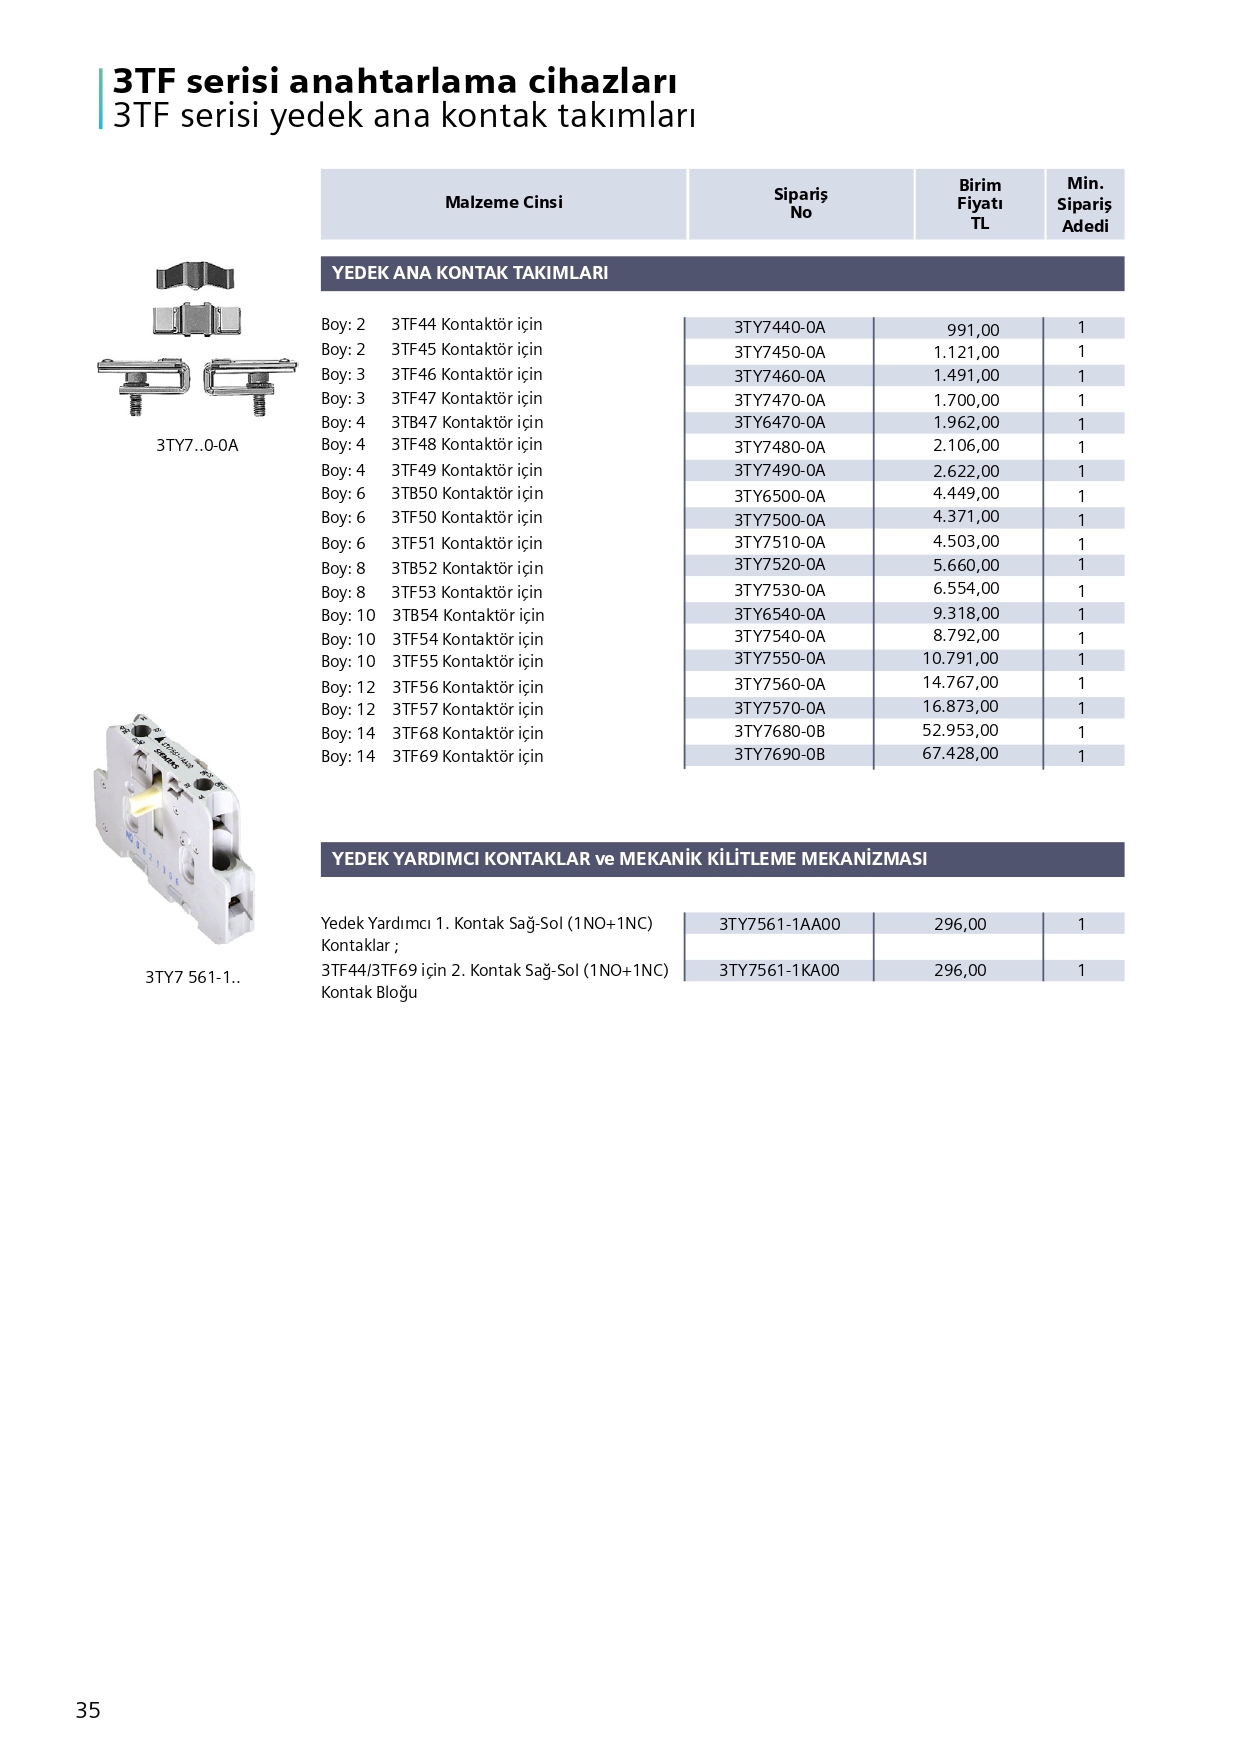 3TF serisi anahtarlama cihazları
3TF serisi yedek ana kontak takımları
Malzeme Cinsi
Sipariş
No
Birim
Fiyatı
TL
Min.
Sipariş
Adedi
YEDEK ANA KONTAK TAKIMLARI
Boy: 2 3TF44 Kontaktör için 3TY7440-0A 991,00 1
Boy: 2 3TF45 Kontaktör için 3TY7450-0A 1.121,00 1
Boy: 3 3TF46 Kontaktör için 3TY7460-0A 1.491,00 1
Boy: 3 3TF47 Kontaktör için 3TY7470-0A 1.700,00 1
Boy: 4 3TB47 Kontaktör için 3TY6470-0A 1.962,00 1
Boy: 4 3TF48 Kontaktör için 3TY7480-0A 2.106,00 1
Boy: 4 3TF49 Kontaktör için 3TY7490-0A 2.622,00 1
Boy: 6 3TB50 Kontaktör için 3TY6500-0A 4.449,00 1
Boy: 6 3TF50 Kontaktör için 3TY7500-0A 4.371,00 1
Boy: 6 3TF51 Kontaktör için 3TY7510-0A 4.503,00 1
Boy: 8 3TB52 Kontaktör için 3TY7520-0A 5.660,00 1
Boy: 8 3TF53 Kontaktör için 3TY7530-0A 6.554,00 1
Boy: 10 3TB54 Kontaktör için 3TY6540-0A 9.318,00 1
Boy: 10 3TF54 Kontaktör için 3TY7540-0A 8.792,00 1
Boy: 10 3TF55 Kontaktör için 3TY7550-0A 10.791,00 1
Boy: 12 3TF56 Kontaktör için 3TY7560-0A 14.767,00 1
Boy: 12 3TF57 Kontaktör için 3TY7570-0A 16.873,00 1
Boy: 14 3TF68 Kontaktör için 3TY7680-0B 52.953,00 1
Boy: 14 3TF69 Kontaktör için 3TY7690-0B 67.428,00 1
3TY7..0-0A
SIEMENS
3TY7 561-1..
YEDEK YARDIMCI KONTAKLAR ve MEKANİK KİLİTLEME MEKANİZMASI
Yedek Yardımcı 1. Kontak Sağ-Sol (1NO+1NC) 3TY7561-1AA00 296,00 1
Kontaklar ;
3TF44/3TF69 için 2. Kontak Sağ-Sol (1NO+1NC) 3TY7561-1KA00 296,00 1
Kontak Bloğu
35